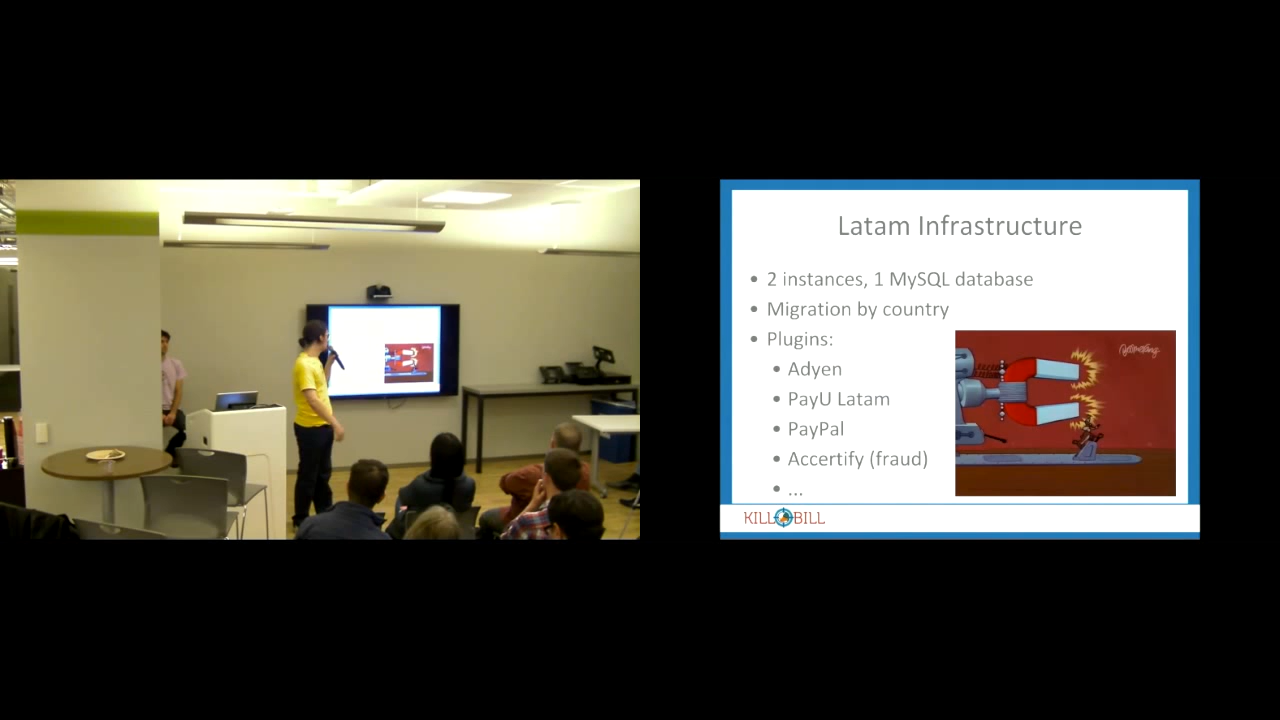 Latam Infrastructure
• 2 instances, 1 MySQL database
• Migration by country
• Plugins:
• Adyen
• PayU Latam
• PayPal
• Accertify (fraud)
• ...
Boomerang
KILL BILL